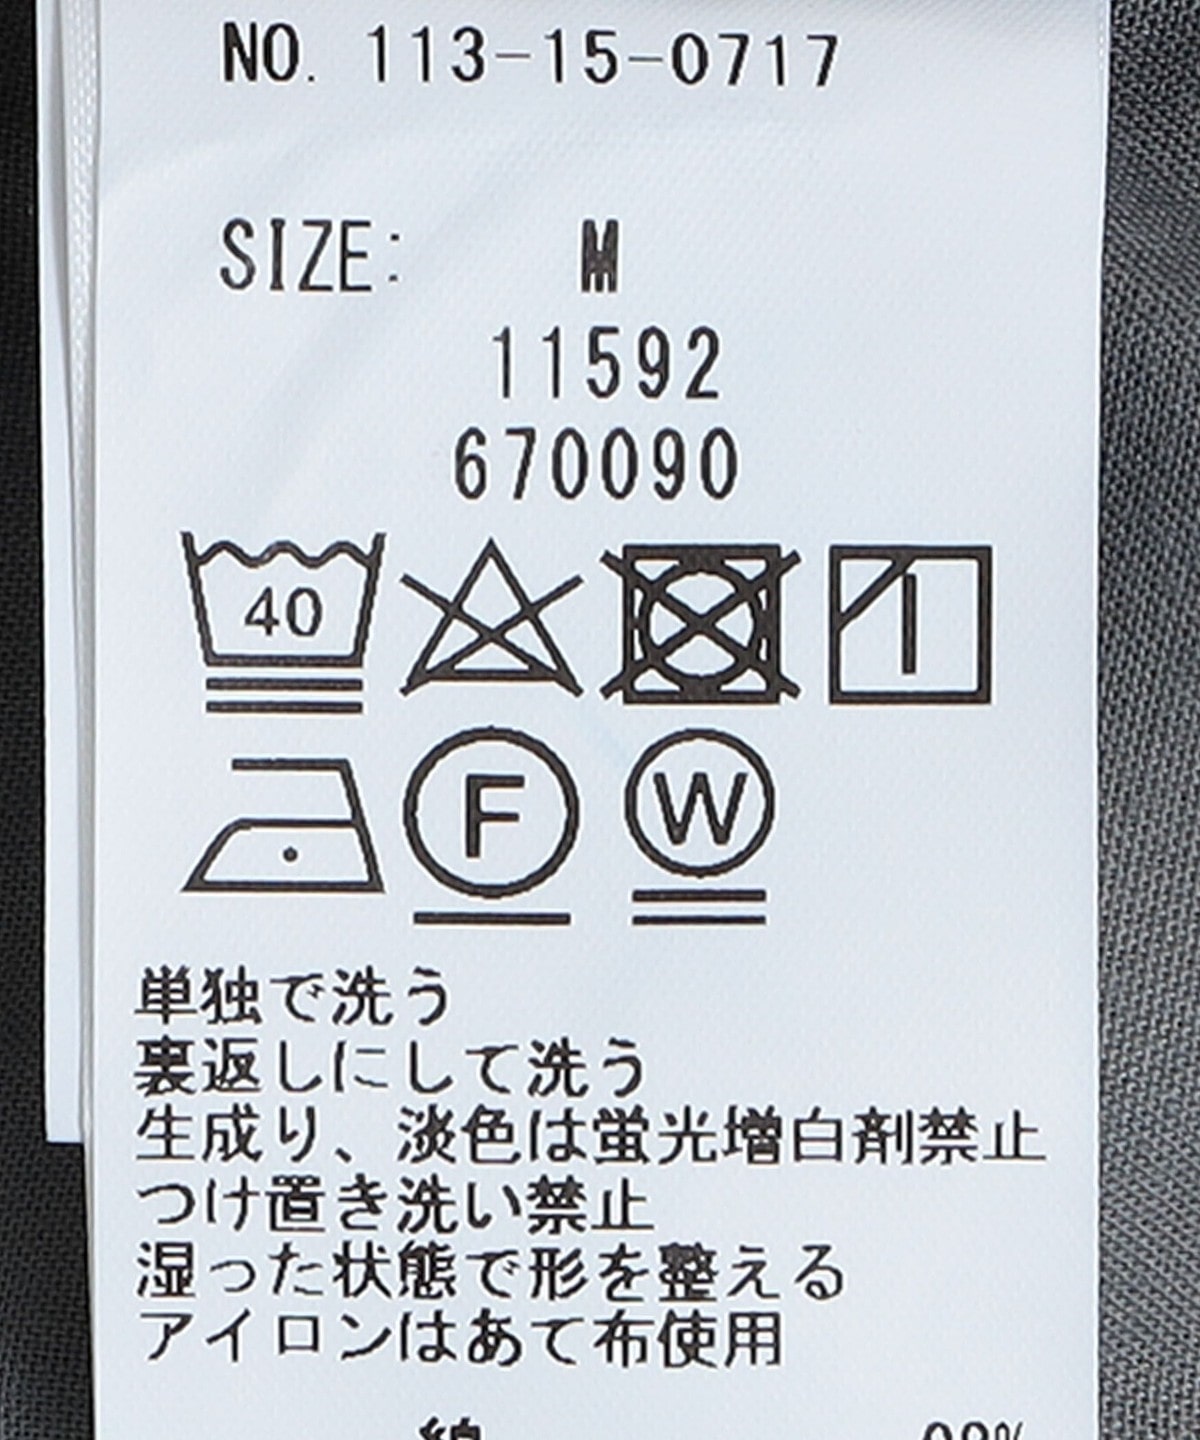 NO. 113-15-0717
SIZE: M
11592
670090
40
F W
単独で洗う
裏返しにして洗う
生成り、淡色は蛍光増白剤禁止
つけ置き洗い禁止
湿った状態で形を整える
アイロンはあて布使用
綿 98%